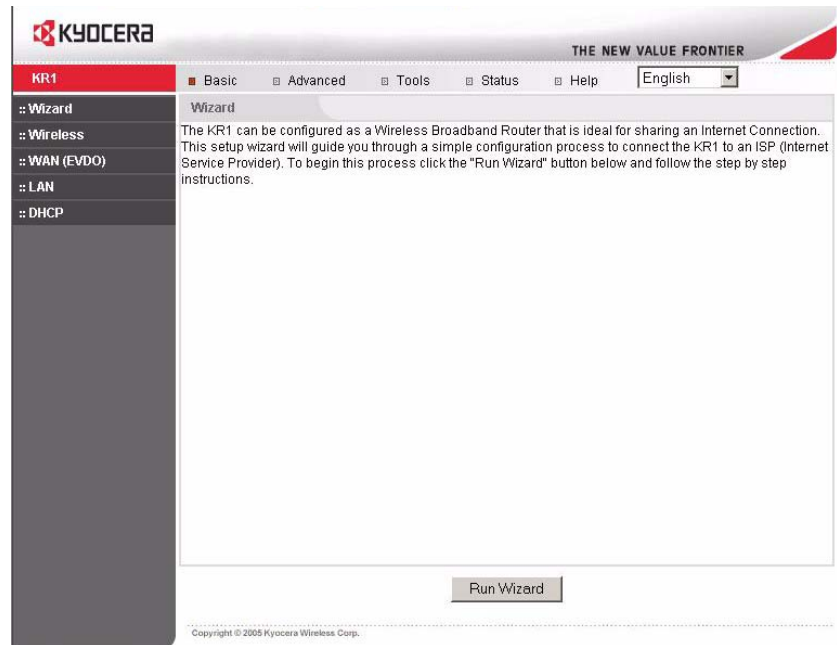 KYOCERA
THE NEW VALUE FRONTIER
KR1
Basic Advanced Tools Status Help English
:: Wizard
:: Wireless
:: WAN (EVDO)
:: LAN
:: DHCP
Wizard
The KR1 can be configured as a Wireless Broadband Router that is ideal for sharing an Internet Connection.
This setup wizard will guide you through a simple configuration process to connect the KR1 to an ISP (Internet
Service Provider). To begin this process click the "Run Wizard" button below and follow the step by step
instructions.
Run Wizard
Copyright © 2005 Kyocera Wireless Corp.